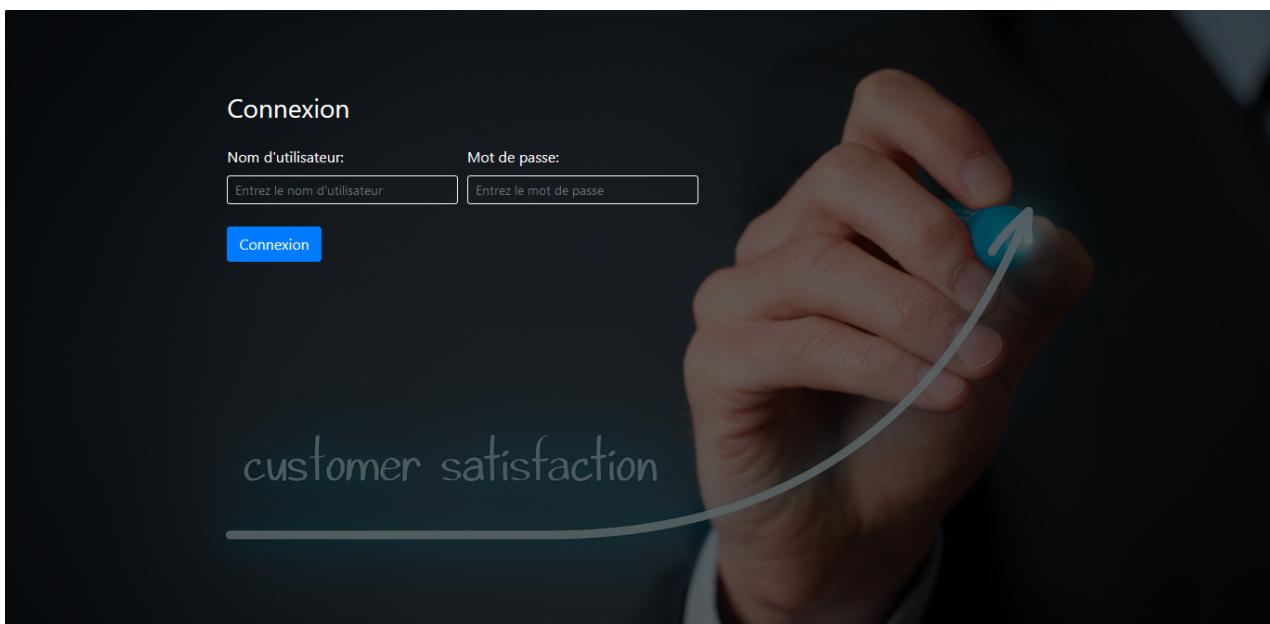 Connexion
Nom d'utilisateur: Mot de passe:
Entrez le nom d'utilisateur Entrez le mot de passe
Connexion
customer satisfaction